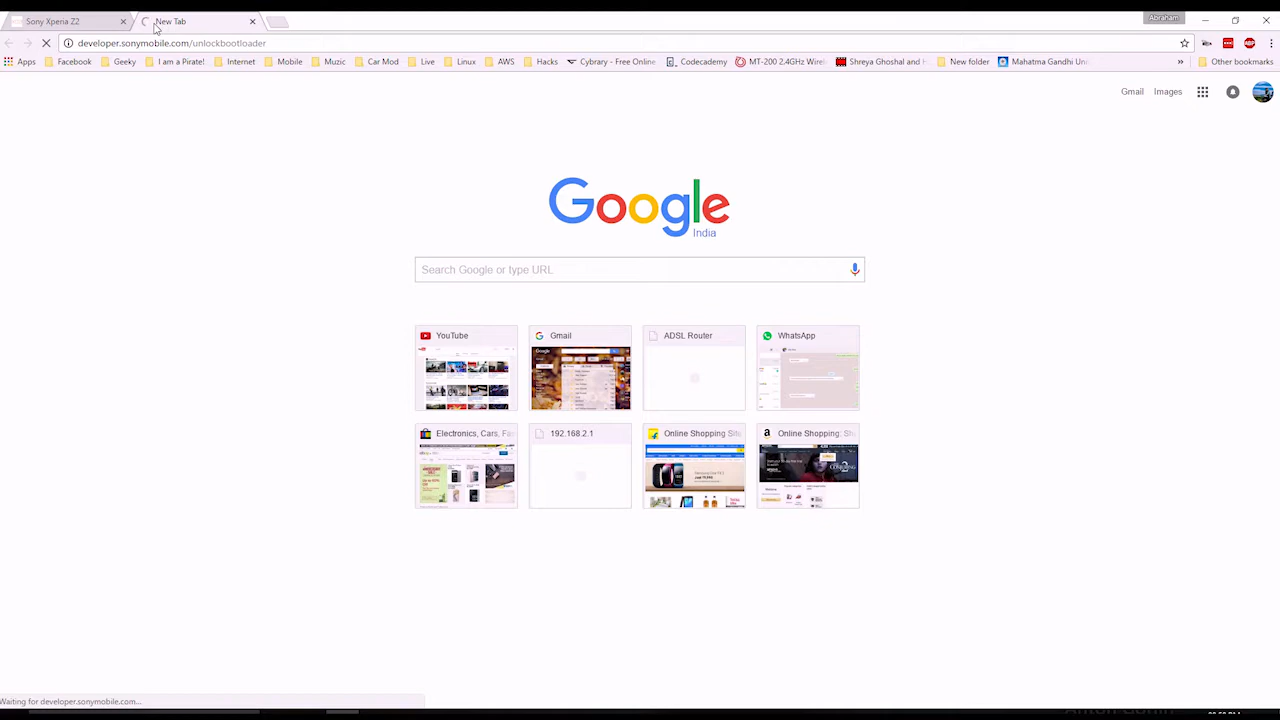 Sony Xperia Z2
New Tab
Abraham
developer.sonymobile.com/unlockbootloader
Apps Facebook Geeky I am a Pirate! Internet Mobile Muzic Car Mod Live Linux AWS Hacks Cybrary - Free Online Codecademy MT-200 2.4GHz Wirel Shreya Ghoshal and H New folder Mahatma Gandhi Uni » Other bookmarks
Gmail Images
Google
India
Search Google or type URL
YouTube
Gmail
ADSL Router
WhatsApp
Electronics, Cars, Fas
192.168.2.1
Online Shopping Site
Online Shopping: Sh
Waiting for developer.sonymobile.com...